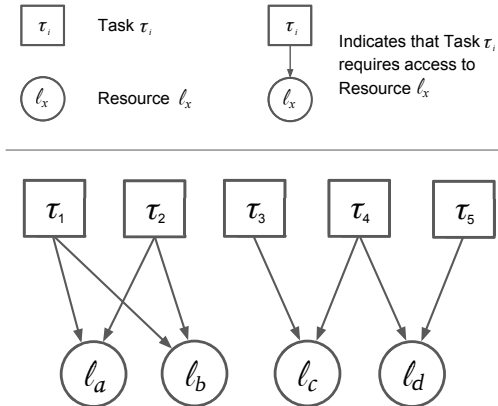 τᵢ
Task τᵢ
τᵢ
Indicates that Task τᵢ
requires access to
Resource ℓₓ
ℓₓ
Resource ℓₓ
ℓₓ
τ₁ τ₂ τ₃ τ₄ τ₅
ℓₐ ℓb ℓc ℓd